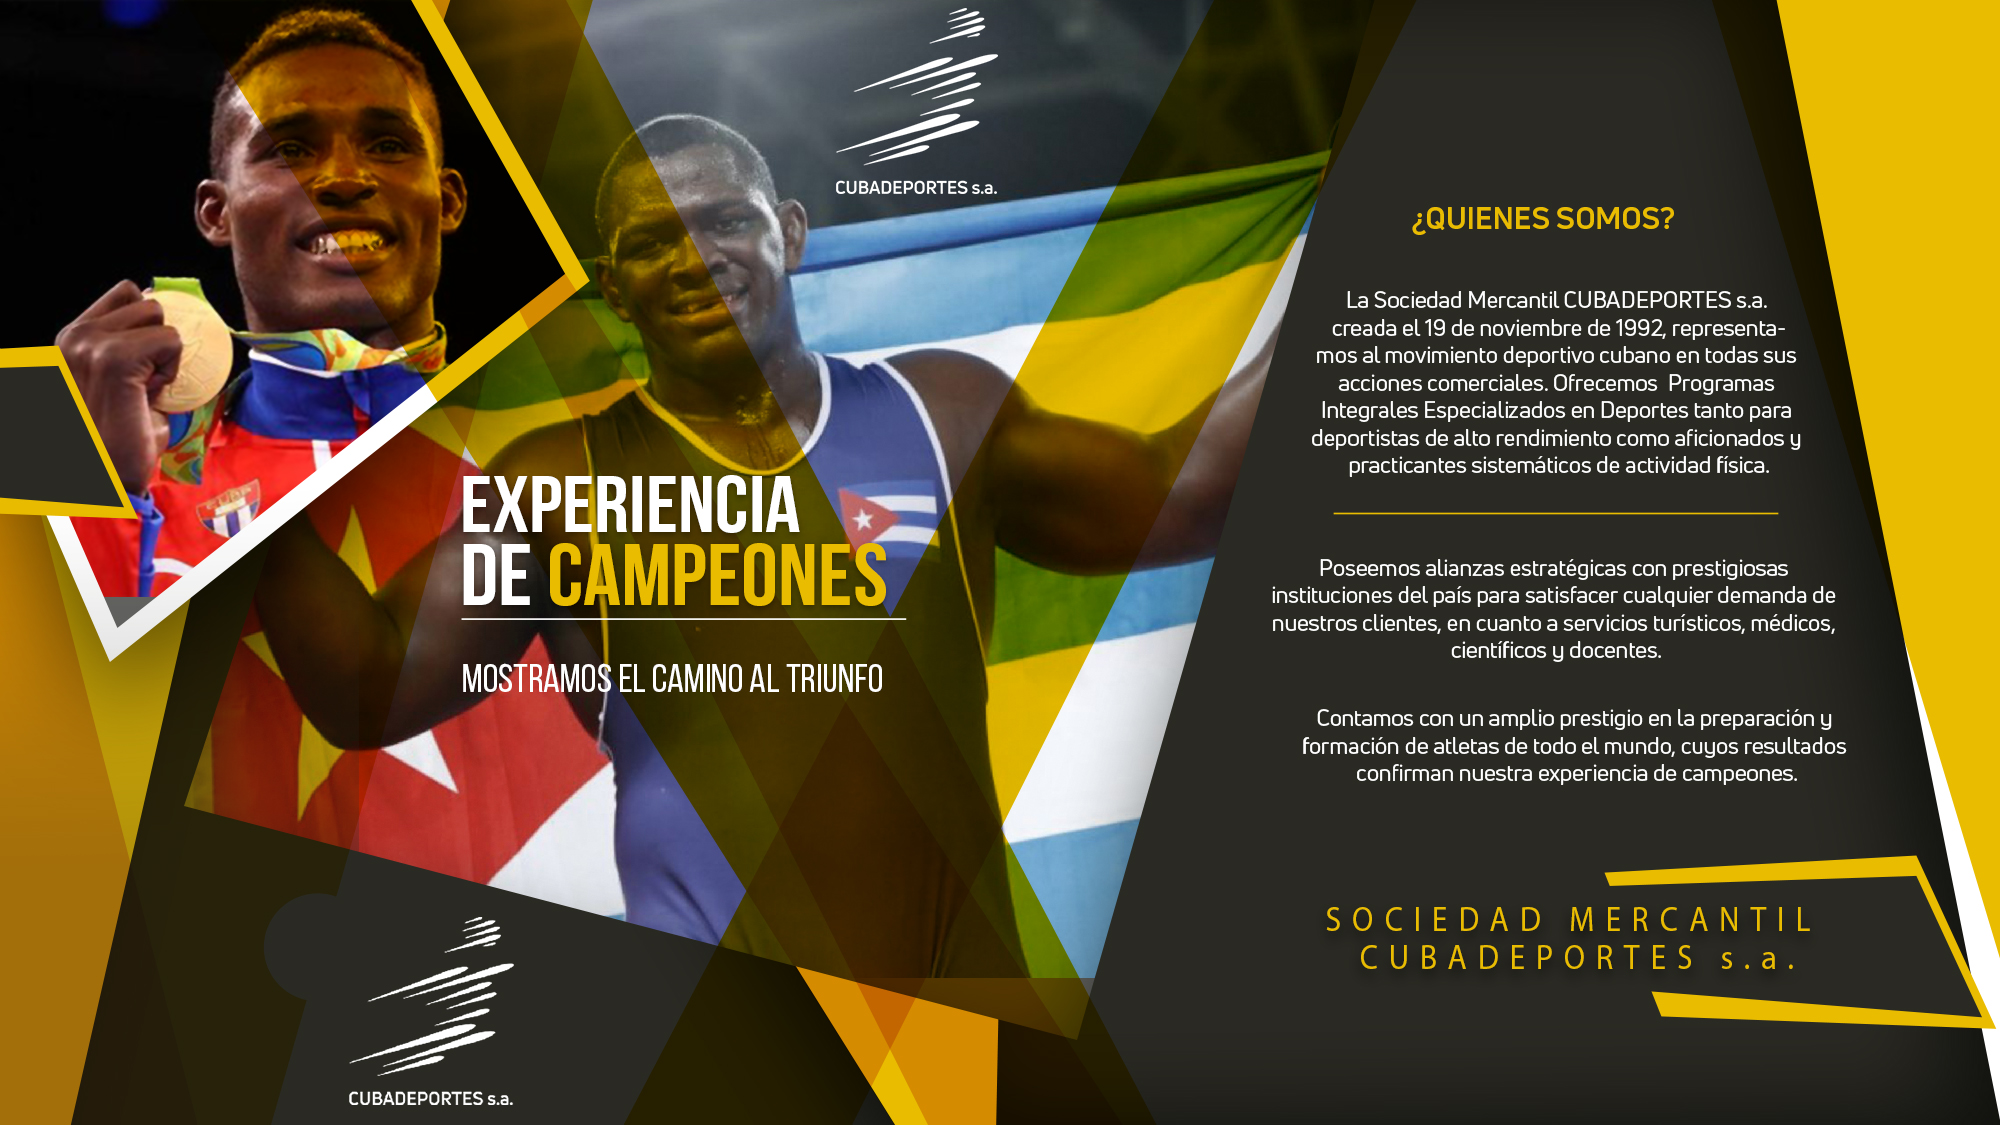 CUBADEPORTES s.a.
EXPERIENCIA
DE CAMPEONES
MOSTRAMOS EL CAMINO AL TRIUNFO
CUBADEPORTES s.a.
¿QUIENES SOMOS?
La Sociedad Mercantil CUBADEPORTES s.a.
creada el 19 de noviembre de 1992, representa-
mos al movimiento deportivo cubano en todas sus
acciones comerciales. Ofrecemos  Programas
Integrales Especializados en Deportes tanto para
deportistas de alto rendimiento como aficionados y
practicantes sistemáticos de actividad física.
Poseemos alianzas estratégicas con prestigiosas
instituciones del país para satisfacer cualquier demanda de
nuestros clientes, en cuanto a servicios turísticos, médicos,
científicos y docentes.
Contamos con un amplio prestigio en la preparación y
formación de atletas de todo el mundo, cuyos resultados
confirman nuestra experiencia de campeones.
SOCIEDAD MERCANTIL
CUBADEPORTES s.a.